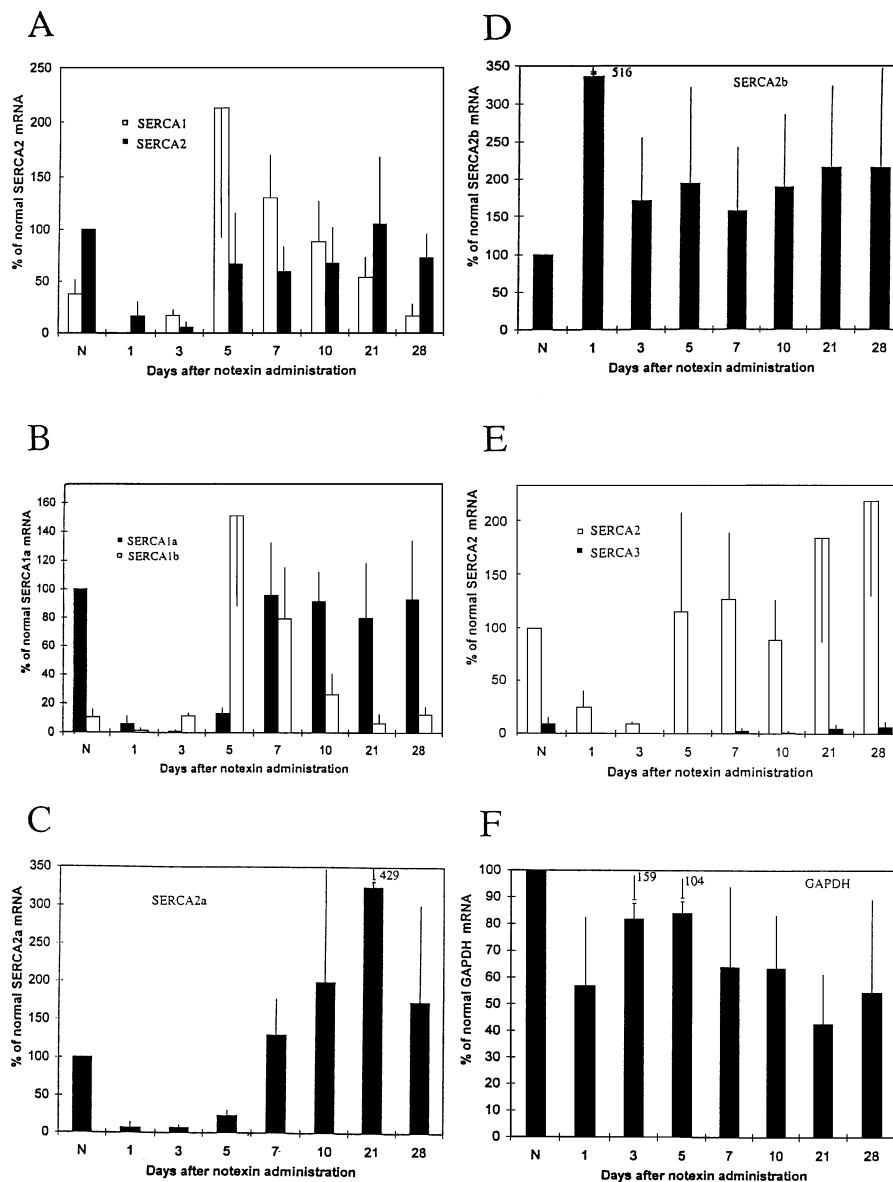 A
% of normal SERCA2 mRNA
250
200
150
100
50
0
SERCA1
SERCA2
N 1 3 5 7 10 21 28
Days after notexin administration
B
% of normal SERCA1a mRNA
160
140
120
100
80
60
40
20
0
SERCA1a
SERCA1b
N 1 3 5 7 10 21 28
Days after notexin administration
C
% of normal SERCA2a mRNA
350
300
250
200
150
100
50
0
SERCA2a
429
N 1 3 5 7 10 21 28
Days after notexin administration
D
% of normal SERCA2b mRNA
350
300
250
200
150
100
50
0
516
SERCA2b
N 1 3 5 7 10 21 28
Days after notexin administration
E
% of normal SERCA2 mRNA
200
150
100
50
0
SERCA2
SERCA3
N 1 3 5 7 10 21 28
Days after notexin administration
F
% of normal GAPDH mRNA
100
90
80
70
60
50
40
30
20
10
0
159
104
GAPDH
N 1 3 5 7 10 21 28
Days after notexin administration